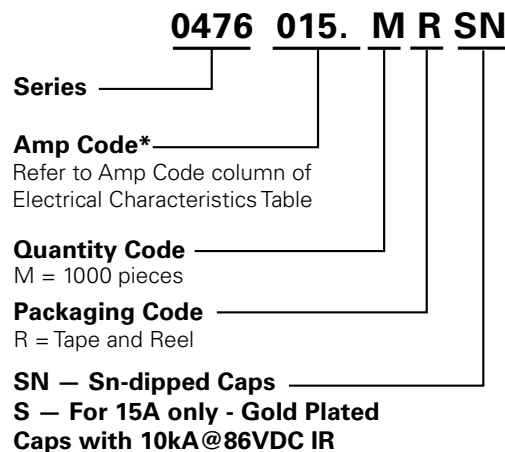 0476 015. M R SN
Series
Amp Code*
Refer to Amp Code column of
Electrical Characteristics Table
Quantity Code
M = 1000 pieces
Packaging Code
R = Tape and Reel
SN — Sn-dipped Caps
S — For 15A only - Gold Plated
Caps with 10kA@86VDC IR